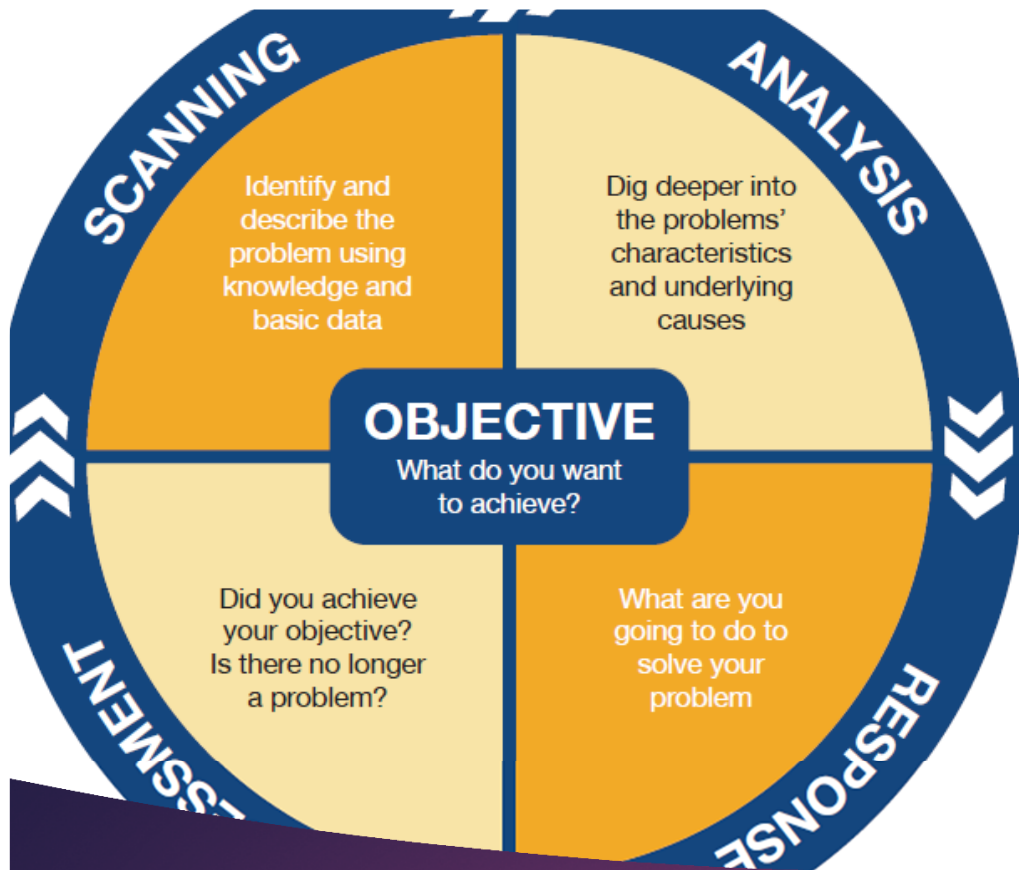 SCANNING
Identify and
describe the
problem using
knowledge and
basic data
ANALYSIS
Dig deeper into
the problems’
characteristics
and underlying
causes
OBJECTIVE
What do you want
to achieve?
Did you achieve
your objective?
Is there no longer
a problem?
ESSMENT
What are you
going to do to
solve your
problem
RESPONSE